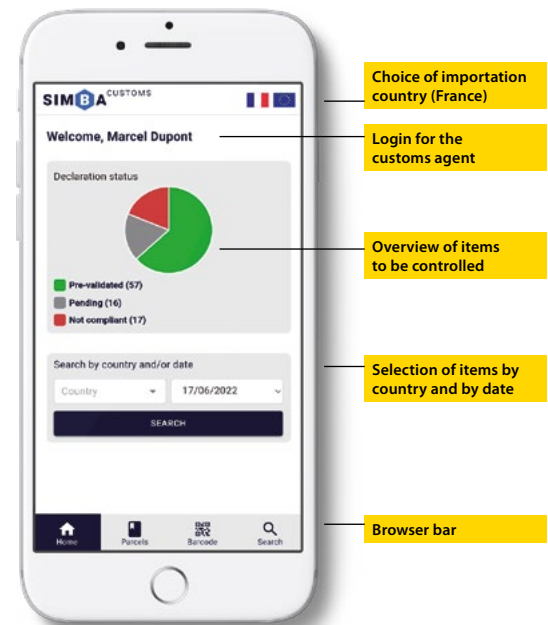 SIMBA CUSTOMS
Welcome, Marcel Dupont
Declaration status
Pre-validated (57)
Pending (16)
Not compliant (17)
Search by country and/or date
Country
17/06/2022
SEARCH
Home
Parcels
Barcode
Search
Choice of importation
country (France)
Login for the
customs agent
Overview of items
to be controlled
Selection of items by
country and by date
Browser bar